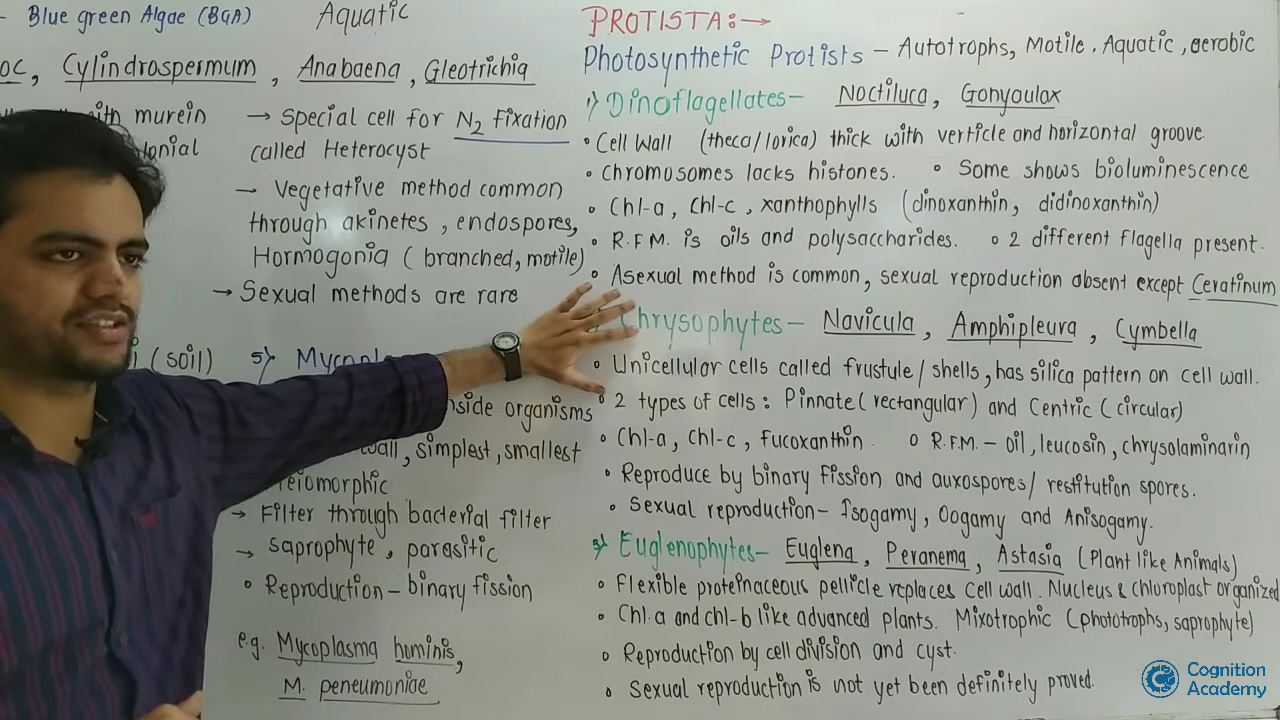 - Blue green Algae (BGA)
Aquatic
oc, Cylindrospermum, Anabaena, Gleotrichia
with murein
onial
→ Special cell for N2 fixation
called Heterocyst
→ Vegetative method common
through akinetes, endospores,
Hormogonia (branched, motile)
→ Sexual methods are rare
(soil)
5)
nside organisms
wall, simplest, smallest
leiomorphic
→ Filter through bacterial filter
→ saprophyte, parasitic
• Reproduction - binary fission
e.g. Mycoplasma hominis,
M. peneumoniae
PROTISTA:→
Photosynthetic Protists - Autotrophs, Motile. Aquatic, aerobic
1) Dinoflagellates- Noctiluca, Gonyaulax
• Cell Wall (theca/lorica) thick with verticle and horizontal groove
• Chromosomes lacks histones. • Some shows bioluminescence
• Chl-a, Chl-c, xanthophylls (dinoxanthin, didinoxanthin)
• R.F.M. is oils and polysaccharides. • 2 different flagella present.
• Asexual method is common, sexual reproduction absent except Ceratinum
Chrysophytes- Navicula, Amphipleura, Cymbella
• Unicellular cells called frustule/shells, has silica pattern on cell wall.
• 2 types of cells: Pinnate (rectangular) and Centric (circular)
• Chl-a, Chl-c, Fucoxanthin • R.F.M. - oil, leucosin, chrysolaminarin
• Reproduce by binary fission and auxospores/ restitution spores.
• Sexual reproduction- Isogamy, Oogamy and Anisogamy.
3) Euglenophytes- Euglena, Peranema, Astasia (Plant like Animals)
• Flexible proteinaceous pellicle replaces cell wall. Nucleus & chloroplast organized
• Chl.a and chl-b like advanced plants. Mixotrophic (phototrophs, saprophyte)
• Reproduction by cell division and cyst.
• Sexual reproduction is not yet been definitely proved.
Cognition
Academy